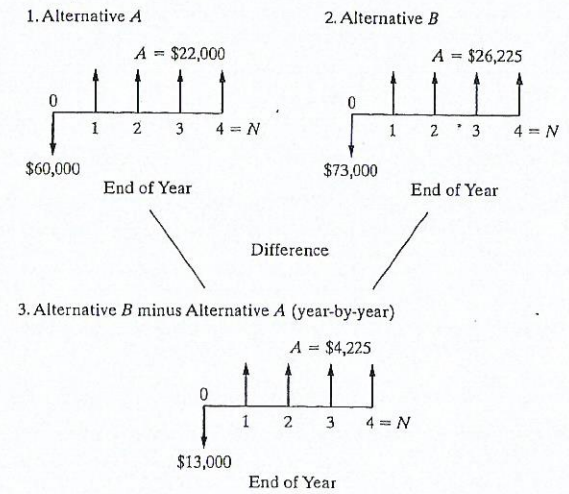 1. Alternative A
2. Alternative B
A = $22,000
A = $26,225
0
0
1 2 3 4 = N
1 2 3 4 = N
$60,000
$73,000
End of Year
End of Year
Difference
3. Alternative B minus Alternative A (year-by-year)
A = $4,225
0
1 2 3 4 = N
$13,000
End of Year